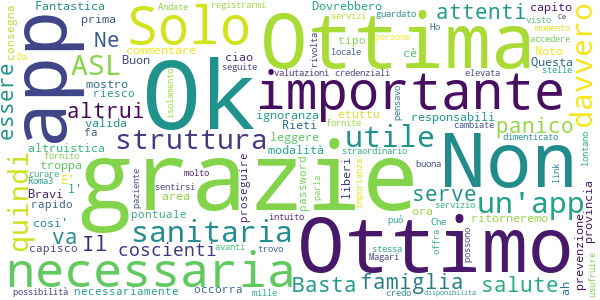 Fantastica
prima
Ne
Solo
Ottima
Dovrebbero
attenti
capito
Ce
Andate
registrarmi
servizi
guardato
Ho
visto
momento
consegna
Da
app
commentare
ASL
Buon
ciao
seguite
tipo
cè
locale
persone
Noto
accedere
Questa
stelle
davvero
essere
mostro
riesco
Ok
rivolta
valutazioni
credenziali
elevata
importante
altrui
valida
fa
isolamento
ignoranza
Rieti
etuttu
fornite
pensavo
responsabili
cambiate
dimenticato
quindi
altruistica
fornito
troppa
curare
l'
Roma3
E'
Bravi
rapido
struttura
grazie
leggere
modalità
straordinario
utile
Non
panico
lontano
link
molto
sentirsi
area
paziente
pontuale
proseguire
password
parla
liberi
importanza
buona
serve
servizio
un'app
provincia
prevenzione
usufruire
cosi'
capisco
va
Il
coscienti
sanitaria
avanti
intuito
trovo
Ottimo
può
ora
offra
Che
ritorneremo
possono
necessaria
possibilità
necessariamente
occorra
mille
Basta
famiglia
stessa
Magari
credo
disponibilita
salute
ah